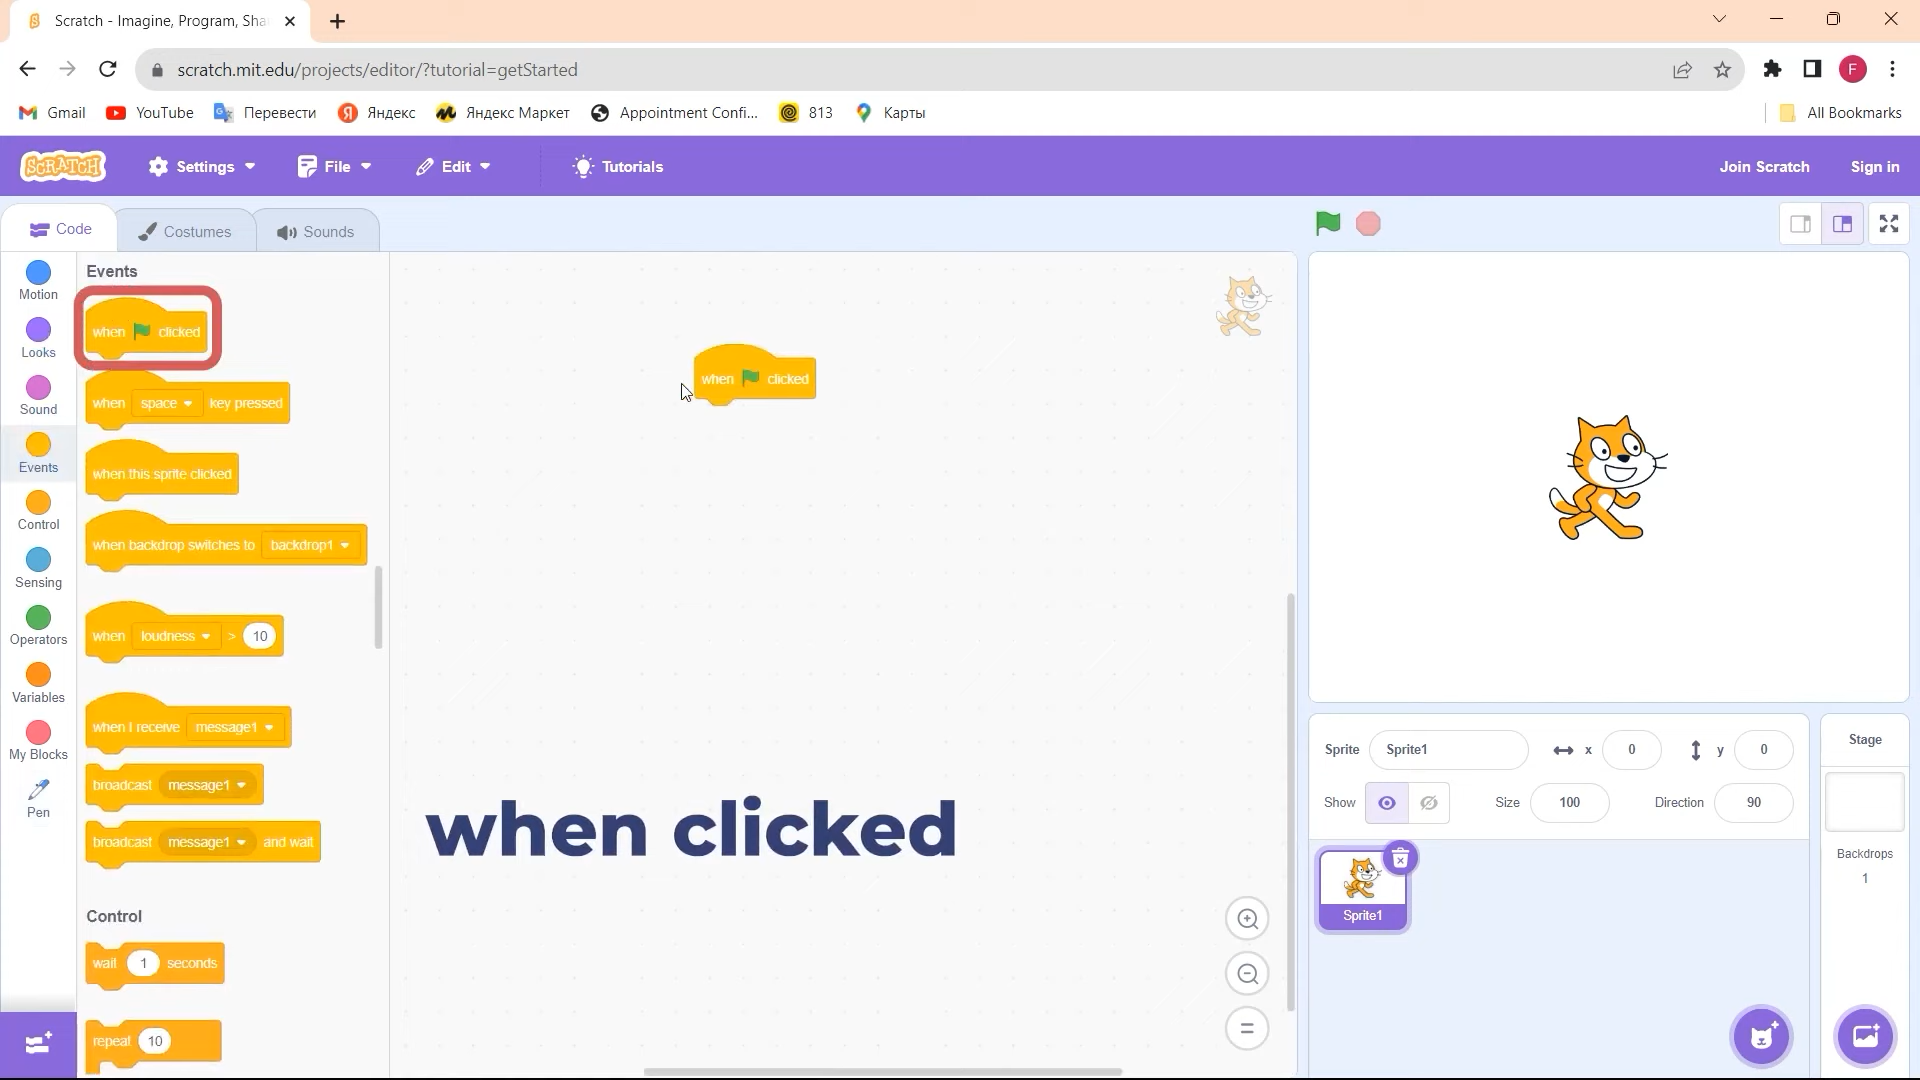 Scratch - Imagine, Program, Sha
scratch.mit.edu/projects/editor/?tutorial=getStarted
F
Gmail YouTube Перевести Яндекс Яндекс Маркет Appointment Confi... 813 Карты All Bookmarks
SCRATCH Settings File Edit Tutorials Join Scratch Sign in
Code Costumes Sounds
Motion
Looks
Sound
Events
Control
Sensing
Operators
Variables
My Blocks
Pen
Events
when clicked
when space key pressed
when this sprite clicked
when backdrop switches to backdrop1
when loudness > 10
when I receive message1
broadcast message1
broadcast message1 and wait
Control
wait 1 seconds
repeat 10
when clicked
when clicked
Sprite Sprite1 x 0 y 0
Show Size 100 Direction 90
Sprite1
Stage
Backdrops
1